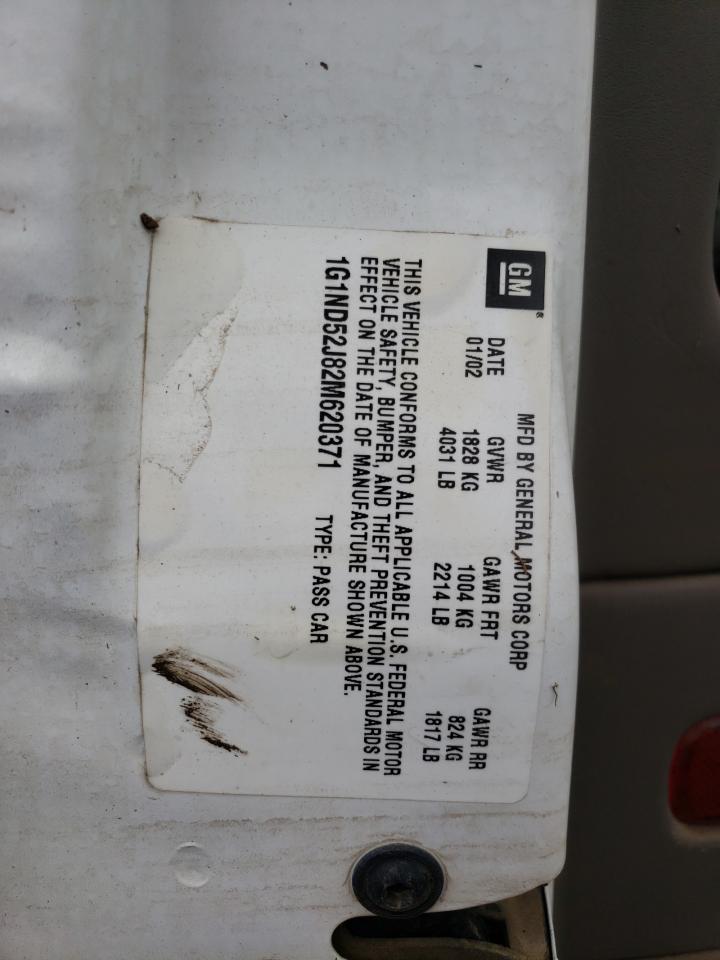 GM®
MFD BY GENERAL MOTORS CORP
DATE GVWR GAWR FRT GAWR RR
01/02 1828 KG 1004 KG 824 KG
4031 LB 2214 LB 1817 LB
THIS VEHICLE CONFORMS TO ALL APPLICABLE U.S. FEDERAL MOTOR
VEHICLE SAFETY, BUMPER, AND THEFT PREVENTION STANDARDS IN
EFFECT ON THE DATE OF MANUFACTURE SHOWN ABOVE.
1G1ND52J82M620371 TYPE: PASS CAR